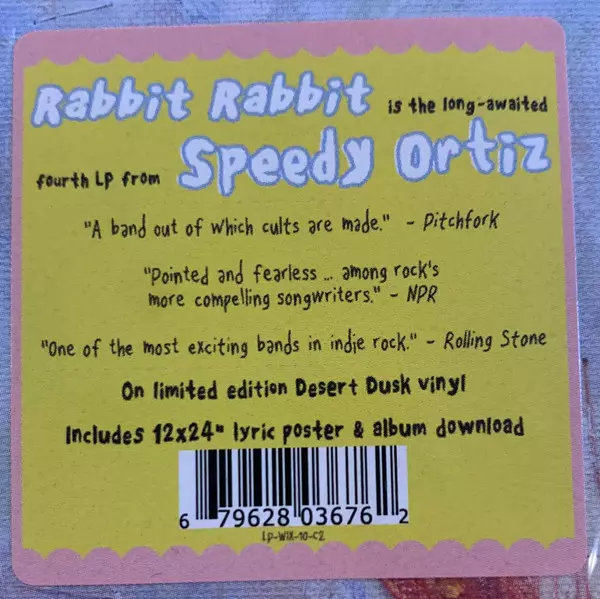 Rabbit Rabbit is the long-awaited
fourth LP from Speedy Ortiz
"A band out of which cults are made." - Pitchfork
"Pointed and fearless ... among rock's
more compelling songwriters." - NPR
"One of the most exciting bands in indie rock." - Rolling Stone
On limited edition Desert Dusk vinyl
Includes 12x24" lyric poster & album download
6 79628 03676 2
LP-WIX-10-C2